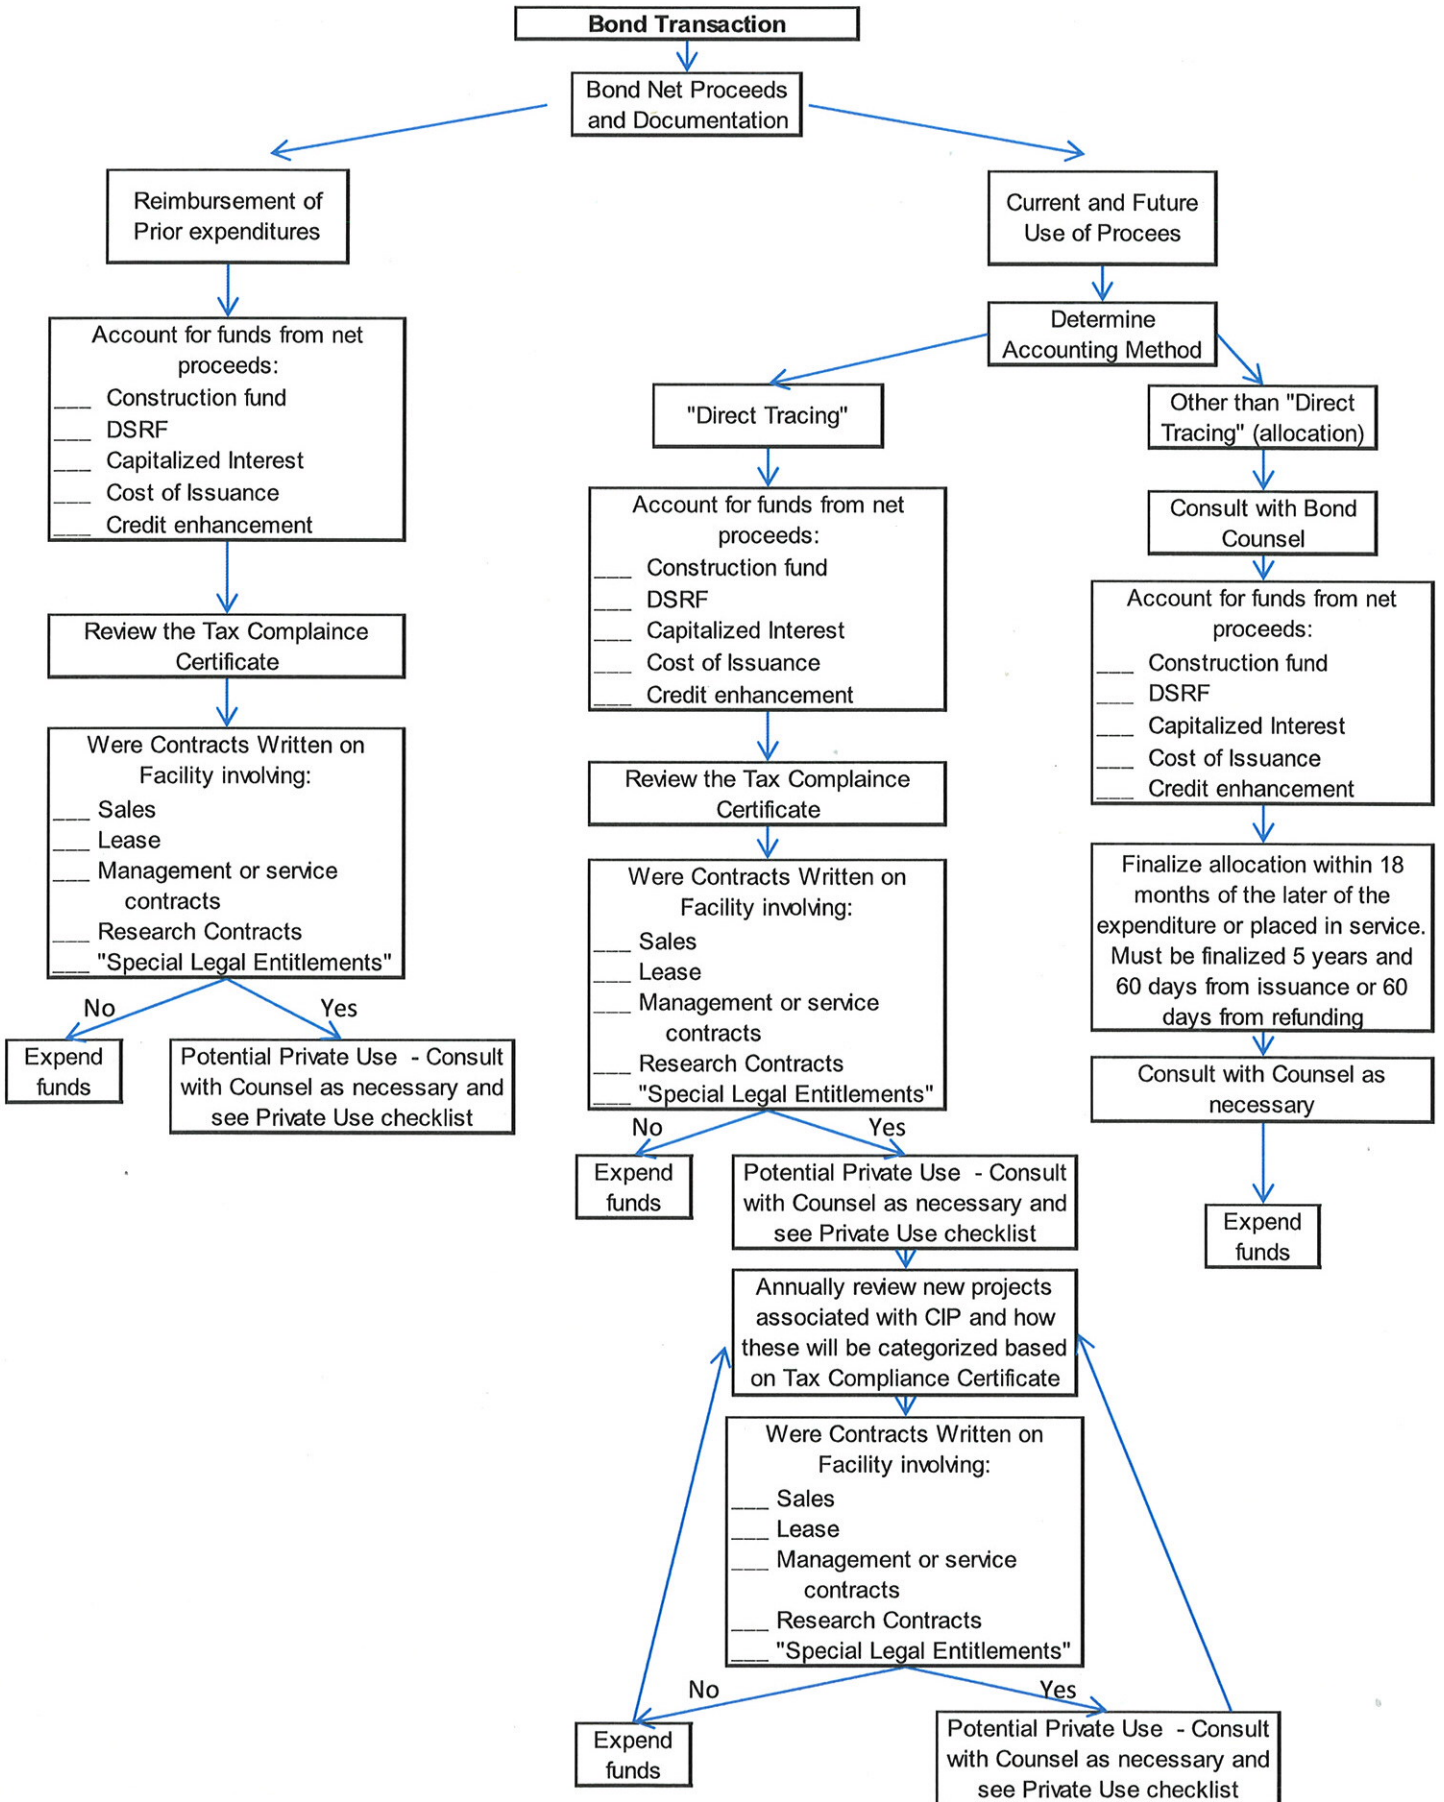 Bond Transaction
Bond Net Proceeds
and Documentation
Reimbursement of
Prior expenditures
Account for funds from net
proceeds:
___ Construction fund
___ DSRF
___ Capitalized Interest
___ Cost of Issuance
___ Credit enhancement
Review the Tax Complaince
Certificate
Were Contracts Written on
Facility involving:
___ Sales
___ Lease
___ Management or service
contracts
___ Research Contracts
___ "Special Legal Entitlements"
No
Yes
Expend
funds
Potential Private Use - Consult
with Counsel as necessary and
see Private Use checklist
Current and Future
Use of Procees
Determine
Accounting Method
"Direct Tracing"
Account for funds from net
proceeds:
___ Construction fund
___ DSRF
___ Capitalized Interest
___ Cost of Issuance
___ Credit enhancement
Review the Tax Complaince
Certificate
Were Contracts Written on
Facility involving:
___ Sales
___ Lease
___ Management or service
contracts
___ Research Contracts
___ "Special Legal Entitlements"
No
Yes
Expend
funds
Potential Private Use - Consult
with Counsel as necessary and
see Private Use checklist
Annually review new projects
associated with CIP and how
these will be categorized based
on Tax Compliance Certificate
Were Contracts Written on
Facility involving:
___ Sales
___ Lease
___ Management or service
contracts
___ Research Contracts
___ "Special Legal Entitlements"
No
Yes
Expend
funds
Potential Private Use - Consult
with Counsel as necessary and
see Private Use checklist
Other than "Direct
Tracing" (allocation)
Consult with Bond
Counsel
Account for funds from net
proceeds:
___ Construction fund
___ DSRF
___ Capitalized Interest
___ Cost of Issuance
___ Credit enhancement
Finalize allocation within 18
months of the later of the
expenditure or placed in service.
Must be finalized 5 years and
60 days from issuance or 60
days from refunding
Consult with Counsel as
necessary
Expend
funds